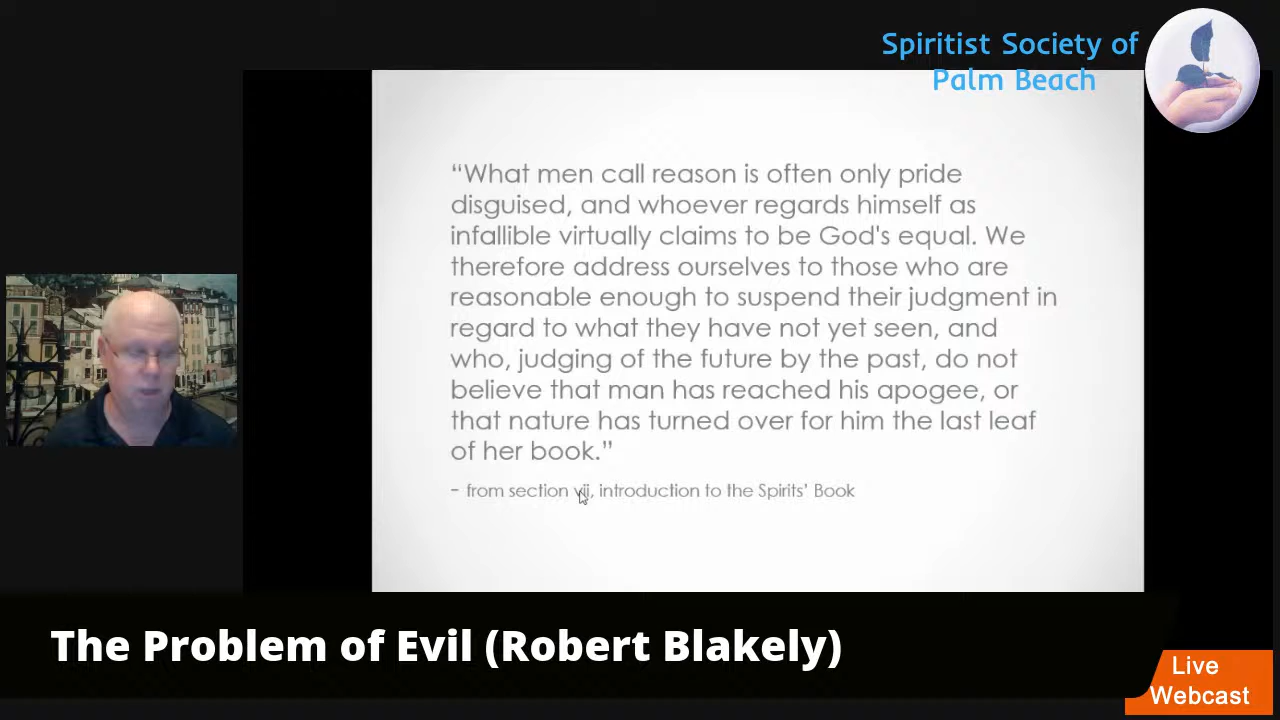 Spiritist Society of
Palm Beach
“What men call reason is often only pride
disguised, and whoever regards himself as
infallible virtually claims to be God's equal. We
therefore address ourselves to those who are
reasonable enough to suspend their judgment in
regard to what they have not yet seen, and
who, judging of the future by the past, do not
believe that man has reached his apogee, or
that nature has turned over for him the last leaf
of her book.”
- from section vii, introduction to the Spirits’ Book
The Problem of Evil (Robert Blakely)
Live
Webcast